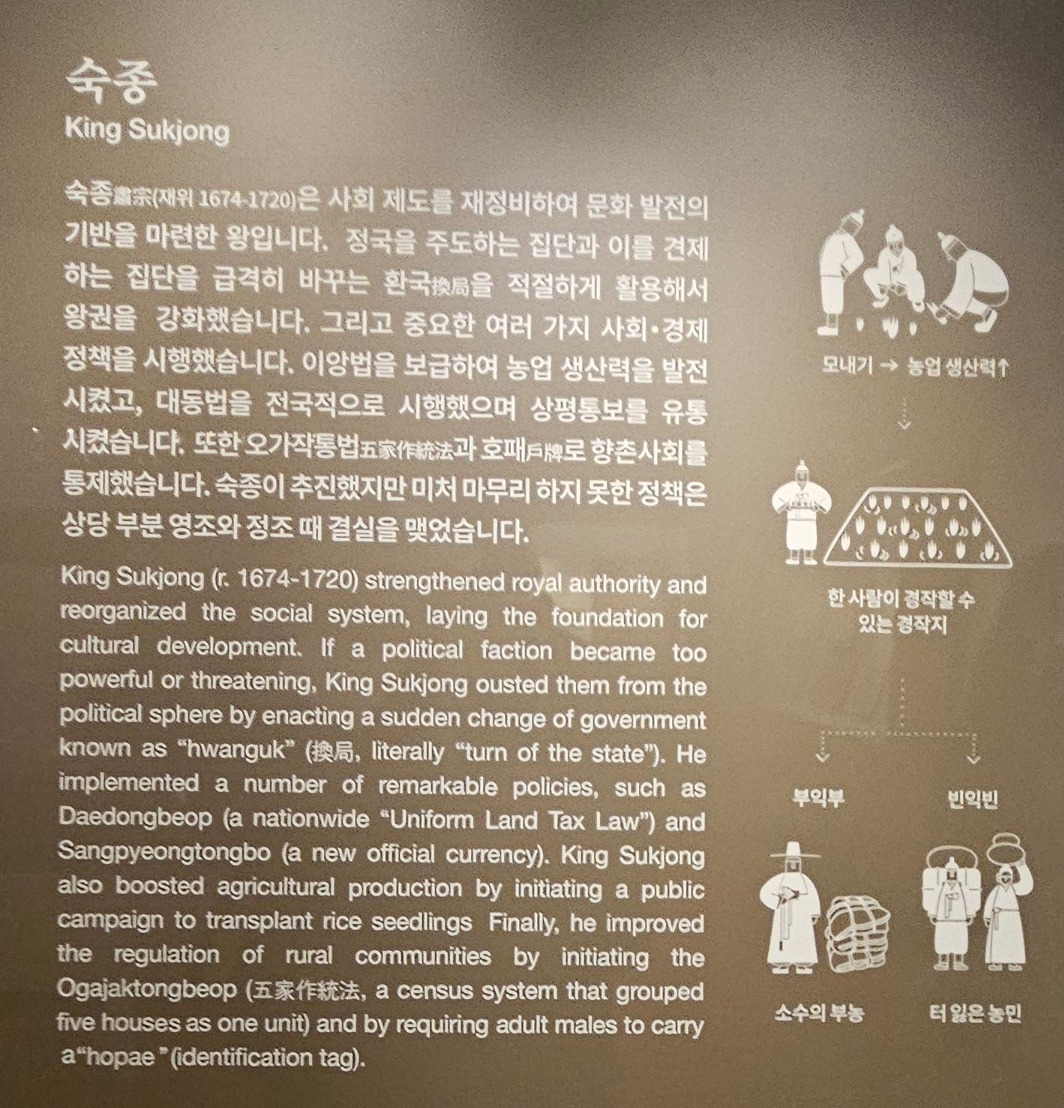 숙종
King Sukjong
숙종肅宗(재위 1674-1720)은 사회 제도를 재정비하여 문화 발전의
기반을 마련한 왕입니다. 정국을 주도하는 집단과 이를 견제
하는 집단을 급격히 바꾸는 환국換局을 적절하게 활용해서
왕권을 강화했습니다. 그리고 중요한 여러 가지 사회•경제
정책을 시행했습니다. 이앙법을 보급하여 농업 생산력을 발전
시켰고, 대동법을 전국적으로 시행했으며 상평통보를 유통
시켰습니다. 또한 오가작통법五家作統法과 호패戶牌로 향촌사회를
통제했습니다. 숙종이 추진했지만 미처 마무리 하지 못한 정책은
상당 부분 영조와 정조 때 결실을 맺었습니다.
King Sukjong (r. 1674-1720) strengthened royal authority and
reorganized the social system, laying the foundation for
cultural development. If a political faction became too
powerful or threatening, King Sukjong ousted them from the
political sphere by enacting a sudden change of government
known as “hwanguk” (換局, literally “turn of the state”). He
implemented a number of remarkable policies, such as
Daedongbeop (a nationwide “Uniform Land Tax Law”) and
Sangpyeongtongbo (a new official currency). King Sukjong
also boosted agricultural production by initiating a public
campaign to transplant rice seedlings Finally, he improved
the regulation of rural communities by initiating the
Ogajaktongbeop (五家作統法, a census system that grouped
five houses as one unit) and by requiring adult males to carry
a“hopae ” (identification tag).
모내기 → 농업 생산력↑
한 사람이 경작할 수
있는 경작지
부익부
빈익빈
소수의 부농
터 잃은 농민